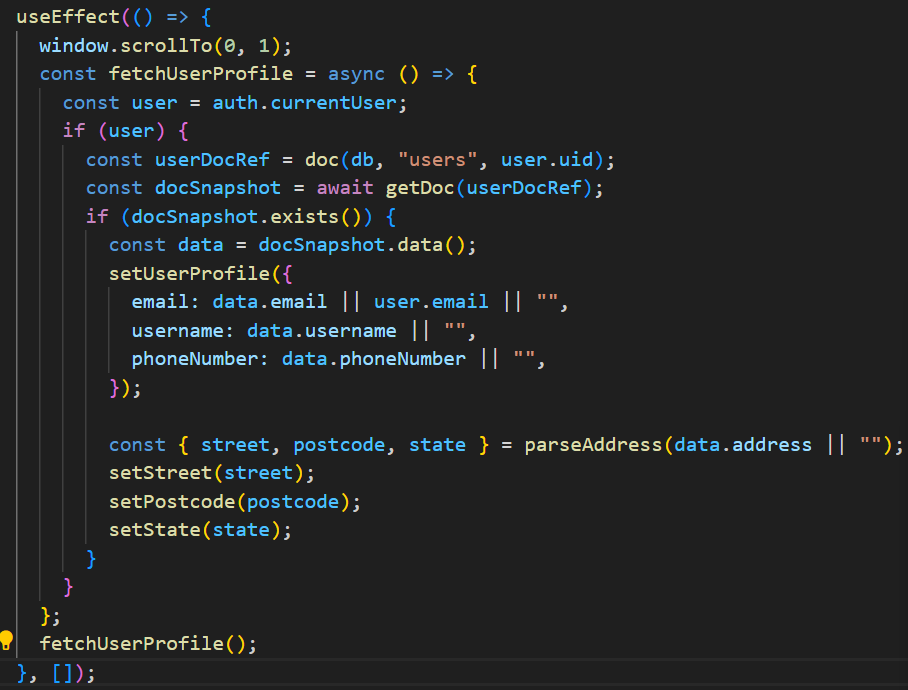 useEffect(() => {
window.scrollTo(0, 1);
const fetchUserProfile = async () => {
const user = auth.currentUser;
if (user) {
const userDocRef = doc(db, "users", user.uid);
const docSnapshot = await getDoc(userDocRef);
if (docSnapshot.exists()) {
const data = docSnapshot.data();
setUserProfile({
email: data.email || user.email || "",
username: data.username || "",
phoneNumber: data.phoneNumber || "",
});
const { street, postcode, state } = parseAddress(data.address || "");
setStreet(street);
setPostcode(postcode);
setState(state);
}
}
};
fetchUserProfile();
}, []);